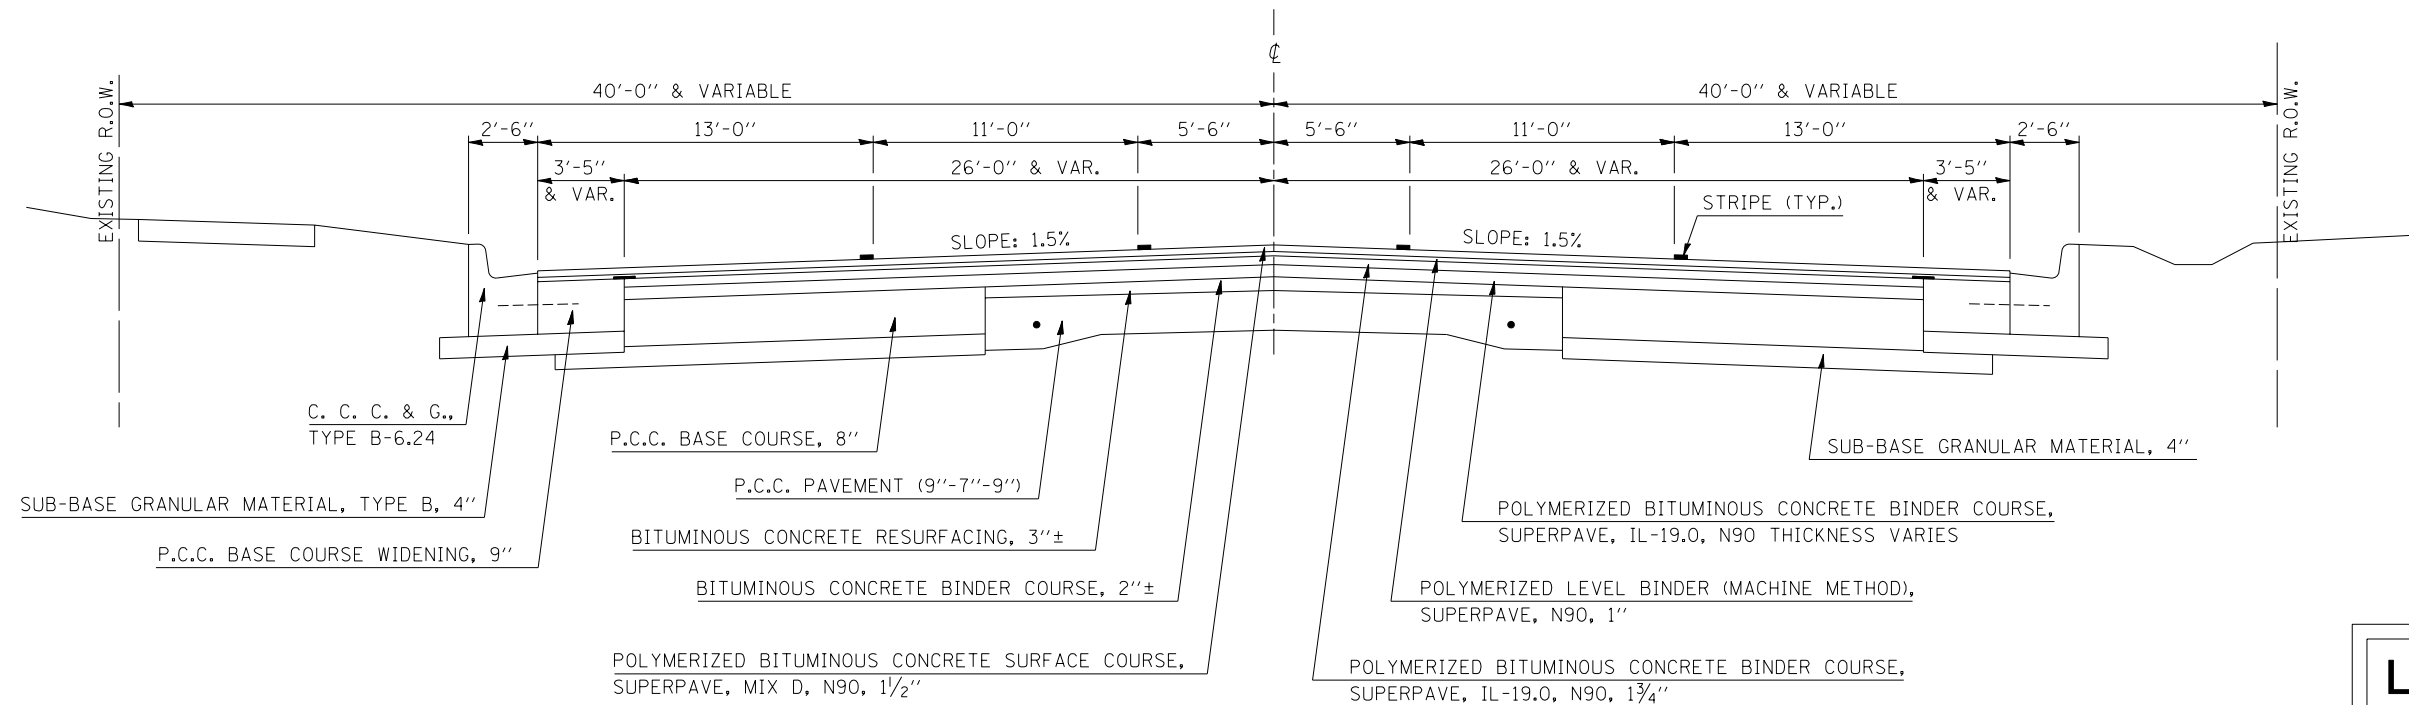 ℄
40'-0'' & VARIABLE
40'-0'' & VARIABLE
EXISTING R.O.W.
EXISTING R.O.W.
2'-6''
13'-0''
11'-0''
5'-6''
5'-6''
11'-0''
13'-0''
2'-6''
3'-5''
& VAR.
26'-0'' & VAR.
26'-0'' & VAR.
3'-5''
& VAR.
STRIPE (TYP.)
SLOPE: 1.5%
SLOPE: 1.5%
C. C. C. & G.,
TYPE B-6.24
P.C.C. BASE COURSE, 8''
SUB-BASE GRANULAR MATERIAL, 4''
P.C.C. PAVEMENT (9''-7''-9'')
SUB-BASE GRANULAR MATERIAL, TYPE B, 4''
POLYMERIZED BITUMINOUS CONCRETE BINDER COURSE,
SUPERPAVE, IL-19.0, N90 THICKNESS VARIES
BITUMINOUS CONCRETE RESURFACING, 3''±
P.C.C. BASE COURSE WIDENING, 9''
BITUMINOUS CONCRETE BINDER COURSE, 2''±
POLYMERIZED LEVEL BINDER (MACHINE METHOD),
SUPERPAVE, N90, 1''
POLYMERIZED BITUMINOUS CONCRETE SURFACE COURSE,
SUPERPAVE, MIX D, N90, 1½''
POLYMERIZED BITUMINOUS CONCRETE BINDER COURSE,
SUPERPAVE, IL-19.0, N90, 1¾''
L